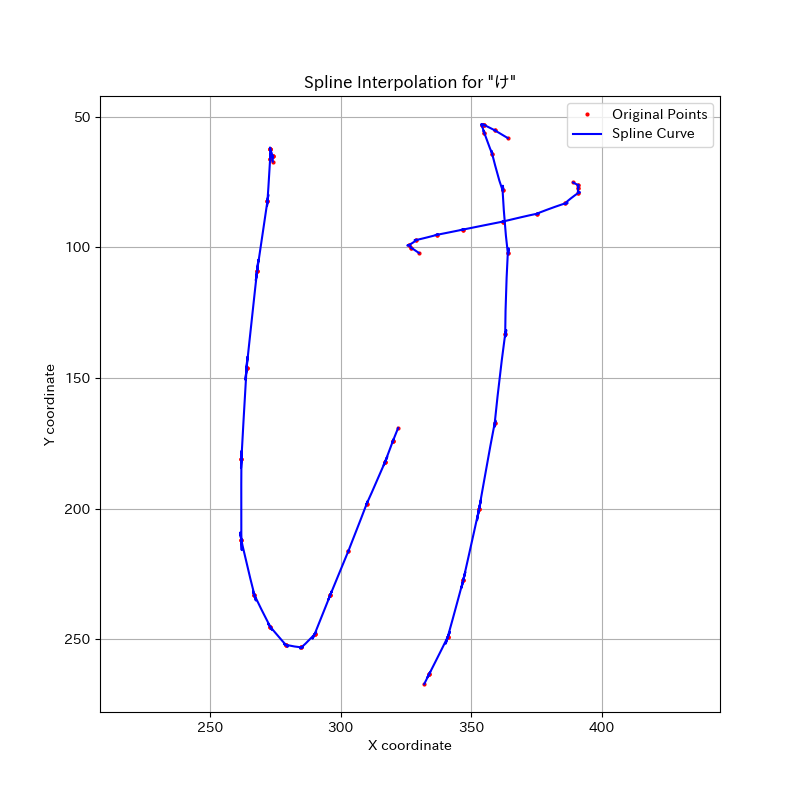 Spline Interpolation for "け"
Original Points
Spline Curve
50
100
150
200
250
Y coordinate
250 300 350 400
X coordinate
け